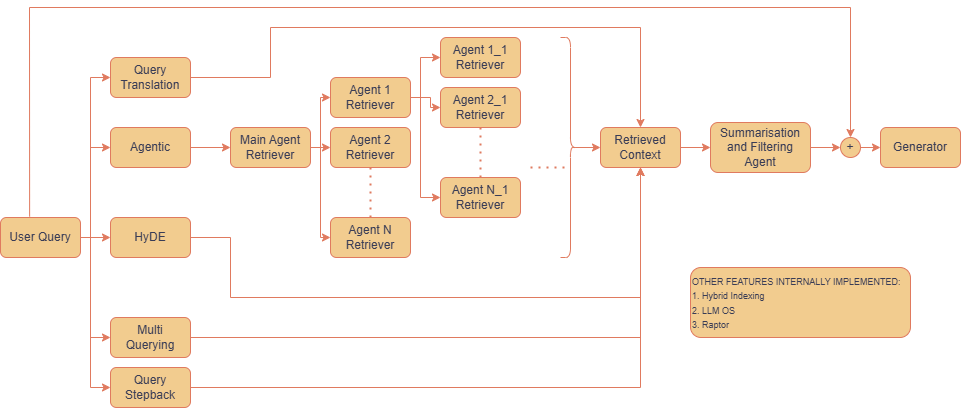 User Query
Query
Translation
Agentic
HyDE
Multi
Querying
Query
Stepback
Main Agent
Retriever
Agent 1
Retriever
Agent 2
Retriever
Agent N
Retriever
Agent 1_1
Retriever
Agent 2_1
Retriever
Agent N_1
Retriever
Retrieved
Context
Summarisation
and Filtering
Agent
+
Generator
OTHER FEATURES INTERNALLY IMPLEMENTED:
1. Hybrid Indexing
2. LLM OS
3. Raptor